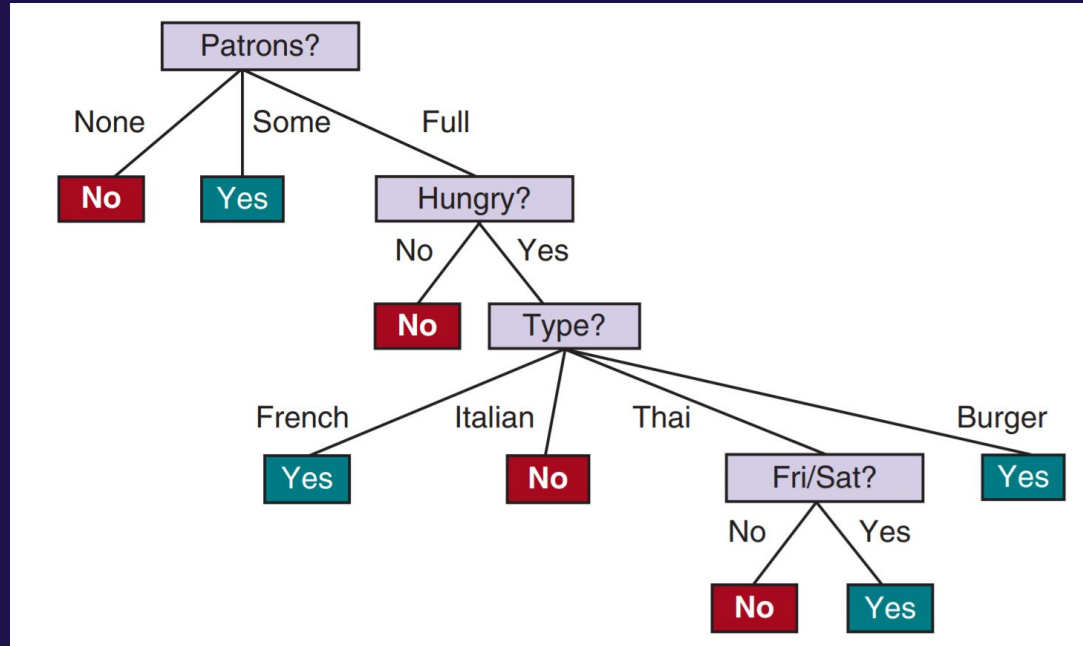 Patrons?
None Some Full
No Yes Hungry?
No Yes
No Type?
French Italian Thai Burger
Yes No Fri/Sat? Yes
No Yes
No Yes